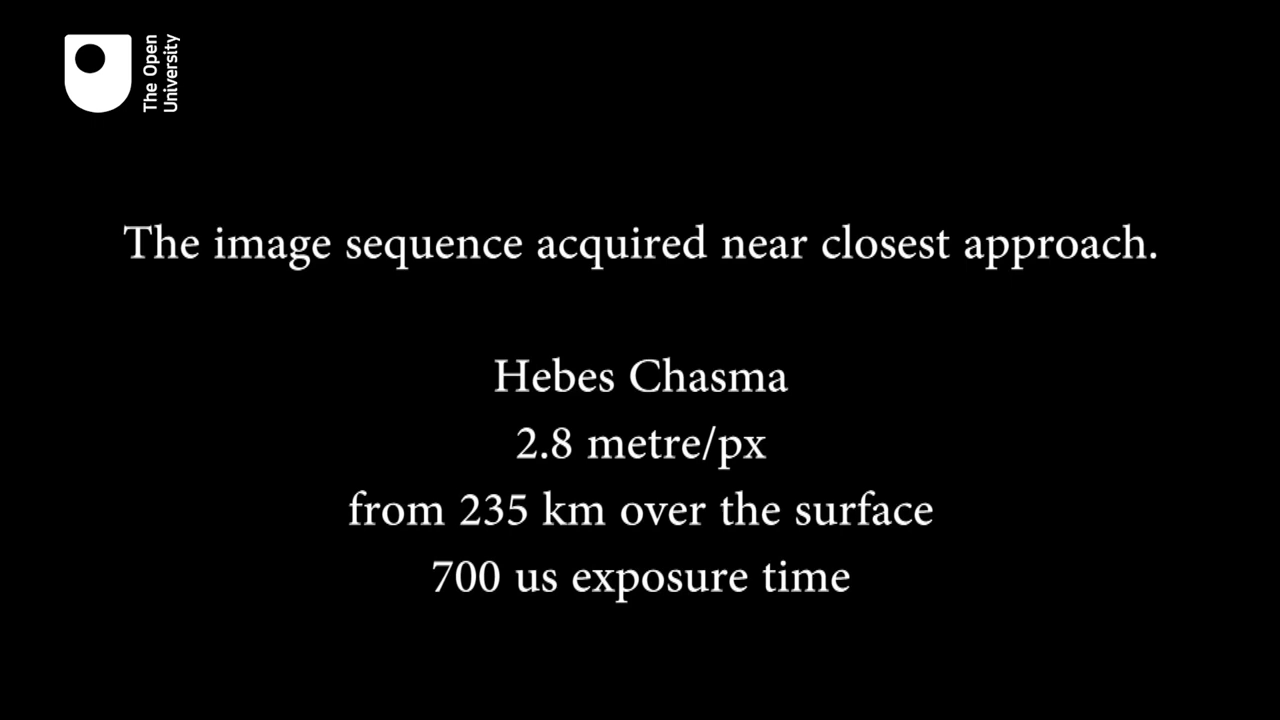 The Open
University
The image sequence acquired near closest approach.
Hebes Chasma
2.8 metre/px
from 235 km over the surface
700 us exposure time